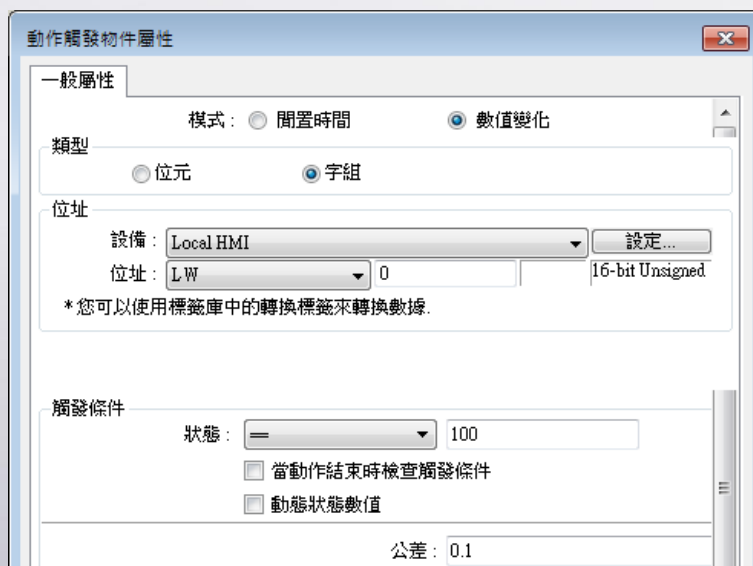 動作觸發物件屬性
一般屬性
模式 : 閒置時間 數值變化
類型
位元 字組
位址
設備 : Local HMI 設定...
位址 : LW 0 16-bit Unsigned
*您可以使用標籤庫中的轉換標籤來轉換數據.
觸發條件
狀態 : == 100
當動作結束時檢查觸發條件
動態狀態數值
公差 : 0.1